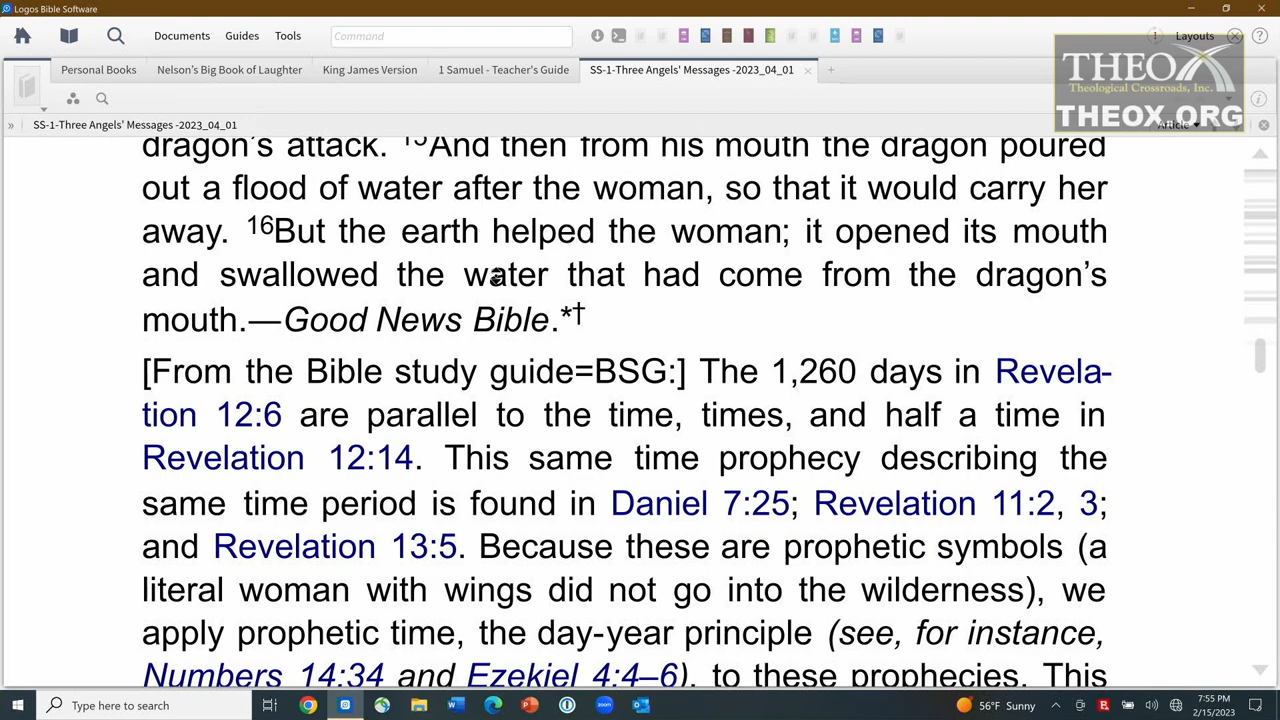 Logos Bible Software
Documents Guides Tools Command Layouts
Personal Books Nelson's Big Book of Laughter King James Version 1 Samuel - Teacher's Guide SS-1-Three Angels' Messages -2023_04_01
THEOX
Theological Crossroads, Inc.
THEOX.ORG
SS-1-Three Angels' Messages -2023_04_01 Article
dragon's attack. 15And then from his mouth the dragon poured
out a flood of water after the woman, so that it would carry her
away. 16But the earth helped the woman; it opened its mouth
and swallowed the water that had come from the dragon's
mouth.—Good News Bible.*†
[From the Bible study guide=BSG:] The 1,260 days in Revela-
tion 12:6 are parallel to the time, times, and half a time in
Revelation 12:14. This same time prophecy describing the
same time period is found in Daniel 7:25; Revelation 11:2, 3;
and Revelation 13:5. Because these are prophetic symbols (a
literal woman with wings did not go into the wilderness), we
apply prophetic time, the day-year principle (see, for instance,
Numbers 14:34 and Ezekiel 4:4–6), to these prophecies. This
Type here to search
56°F Sunny
7:55 PM
2/15/2023